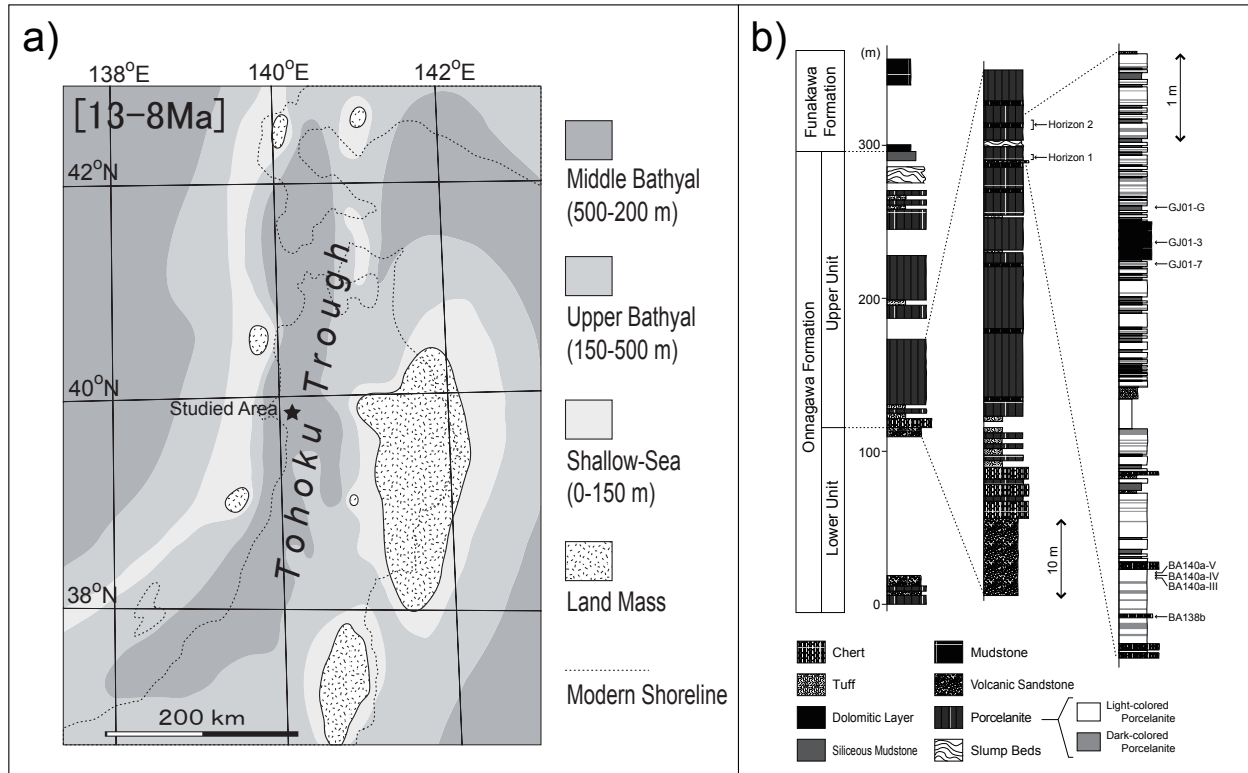 a)
138°E
140°E
142°E
[13-8Ma]
42°N
40°N
38°N
Studied Area
Tohoku Trough
200 km
Middle Bathyal
(500-200 m)
Upper Bathyal
(150-500 m)
Shallow-Sea
(0-150 m)
Land Mass
Modern Shoreline
b)
(m)
Funakawa
Formation
Onnagawa Formation
Upper Unit
Lower Unit
300
200
100
0
Horizon 2
Horizon 1
10 m
1 m
GJ01-G
GJ01-3
GJ01-7
BA140a-V
BA140a-IV
BA140a-III
BA138b
Chert
Tuff
Dolomitic Layer
Siliceous Mudstone
Mudstone
Volcanic Sandstone
Porcelanite
Slump Beds
Light-colored
Porcelanite
Dark-colored
Porcelanite